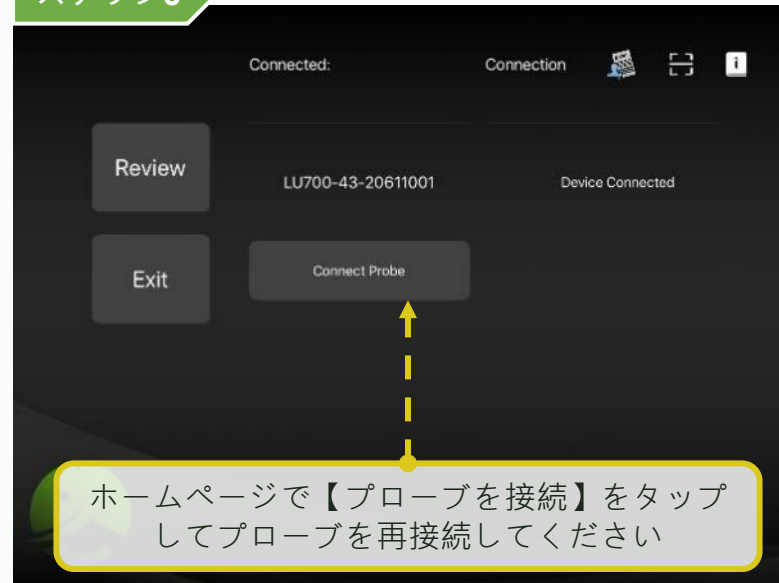 Connected:
Connection
Review
LU700-43-20611001
Device Connected
Exit
Connect Probe
ホームページで【プローブを接続】をタップ
してプローブを再接続してください